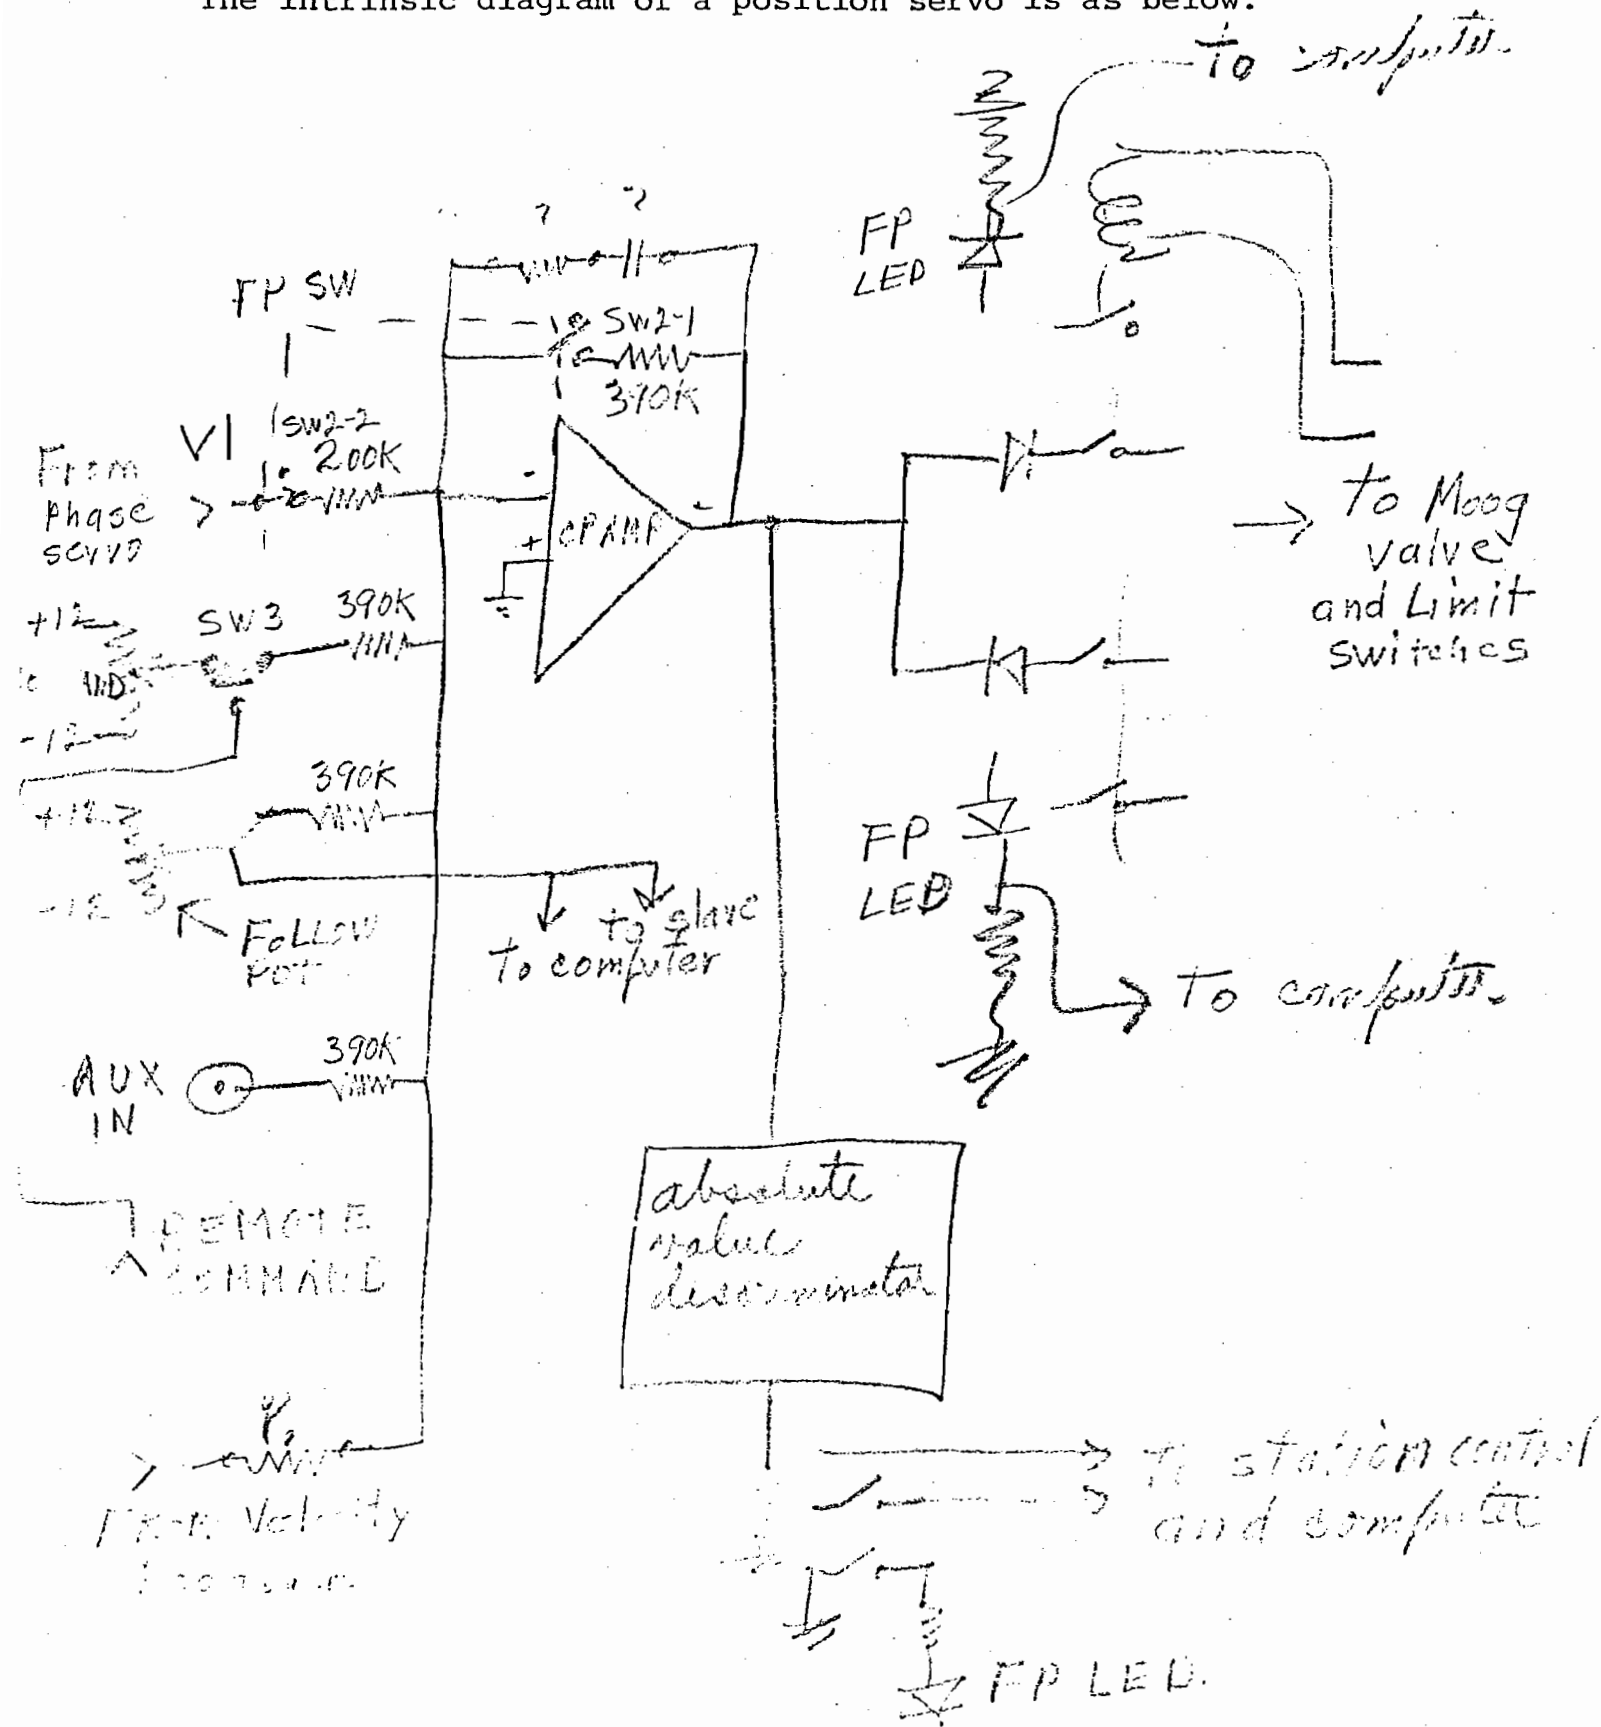 The intrinsic diagram of a position servo is as below.
To computer
?
?
FP
LED
FP SW
SW2-1
390K
SW2-2
V1
200K
From
phase
servo
-
+
OPAMP
To Moog
valve
and Limit
switches
+12
SW3
390K
-12
390K
+12
-12
FOLLOW
POT
to slave
To computer
FP
LED
To computer
AUX
IN
390K
REMOTE
COMMAND
absolute
value
discriminator
To station control
and computer
From Velocity
FP LED.